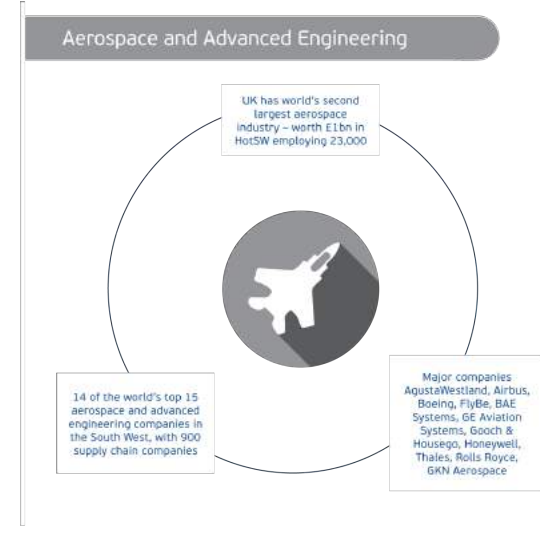 Aerospace and Advanced Engineering
UK has world's second
largest aerospace
industry – worth £1bn in
HotSW employing 23,000
14 of the world's top 15
aerospace and advanced
engineering companies in
the South West, with 900
supply chain companies
Major companies
AgustaWestland, Airbus,
Boeing, FlyBe, BAE
Systems, GE Aviation
Systems, Gooch &
Housego, Honeywell,
Thales, Rolls Royce,
GKN Aerospace